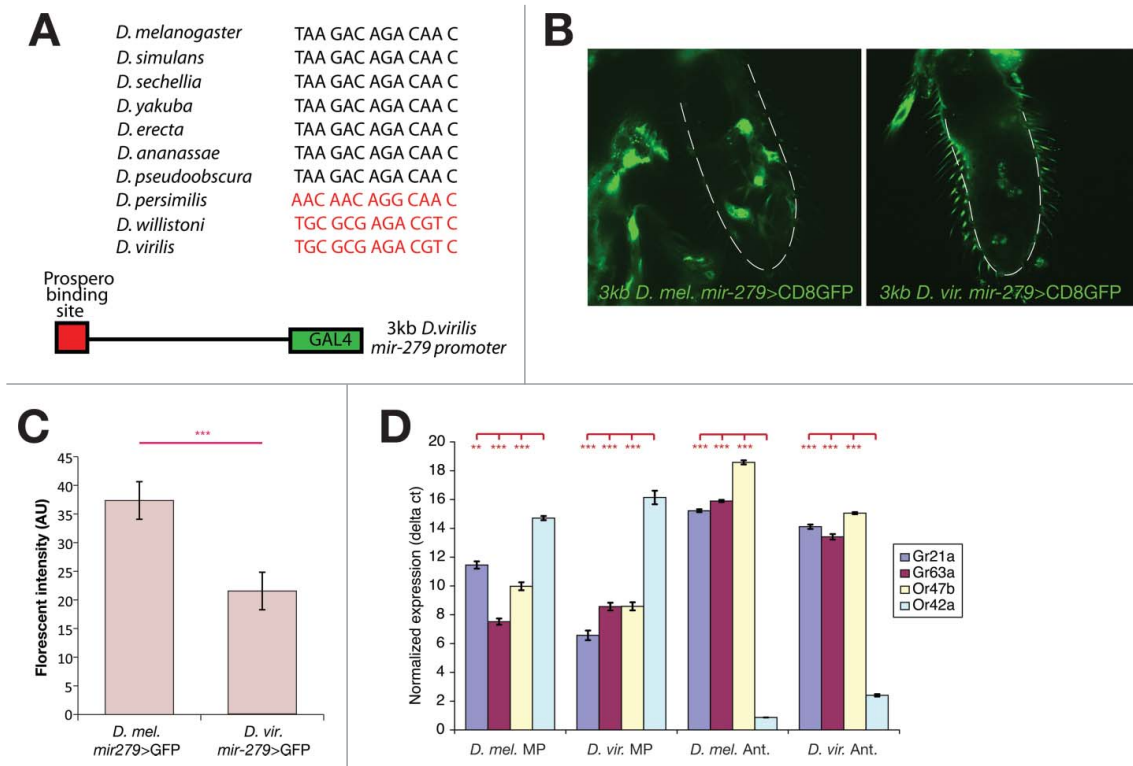 A
D. melanogaster TAA GAC AGA CAA C
D. simulans TAA GAC AGA CAA C
D. sechellia TAA GAC AGA CAA C
D. yakuba TAA GAC AGA CAA C
D. erecta TAA GAC AGA CAA C
D. ananassae TAA GAC AGA CAA C
D. pseudoobscura TAA GAC AGA CAA C
D. persimilis AAC AAC AGG CAA C
D. willistoni TGC GCG AGA CGT C
D. virilis TGC GCG AGA CGT C
Prospero
binding
site
GAL4
3kb D.virilis
mir-279 promoter
B
3kb D. mel. mir-279>CD8GFP
3kb D. vir. mir-279>CD8GFP
C
***
Florescent intensity (AU)
45
40
35
30
25
20
15
10
5
0
D. mel.
mir279>GFP
D. vir.
mir-279>GFP
D
** *** ***
*** *** ***
*** *** ***
*** *** ***
Normalized expression (delta ct)
20
18
16
14
12
10
8
6
4
2
0
D. mel. MP
D. vir. MP
D. mel. Ant.
D. vir. Ant.
Gr21a
Gr63a
Or47b
Or42a